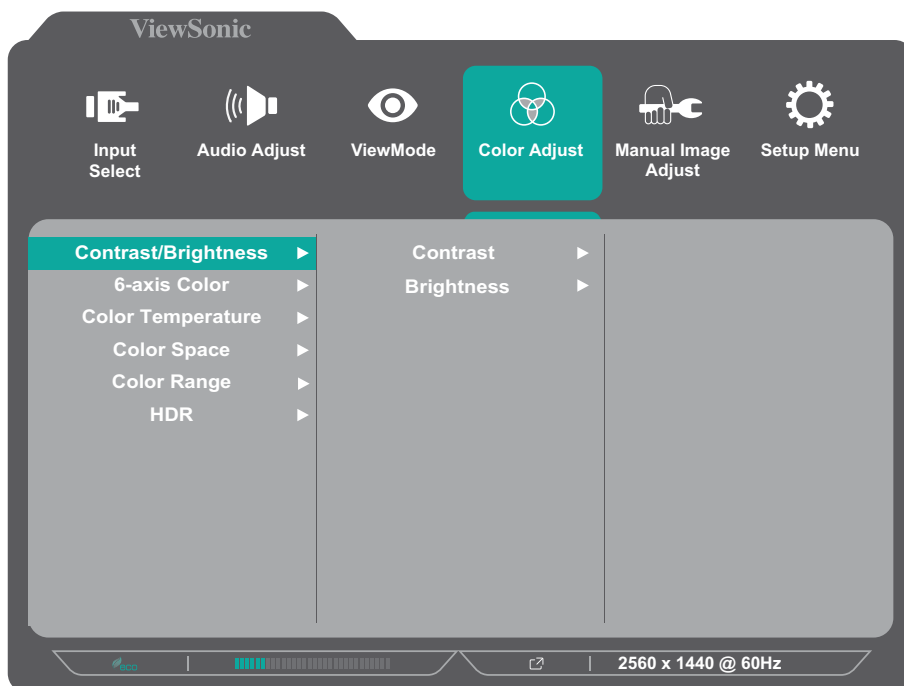 ViewSonic
Input
Select
Audio Adjust
ViewMode
Color Adjust
Manual Image
Adjust
Setup Menu
Contrast/Brightness
6-axis Color
Color Temperature
Color Space
Color Range
HDR
Contrast
Brightness
eco
2560 x 1440 @ 60Hz